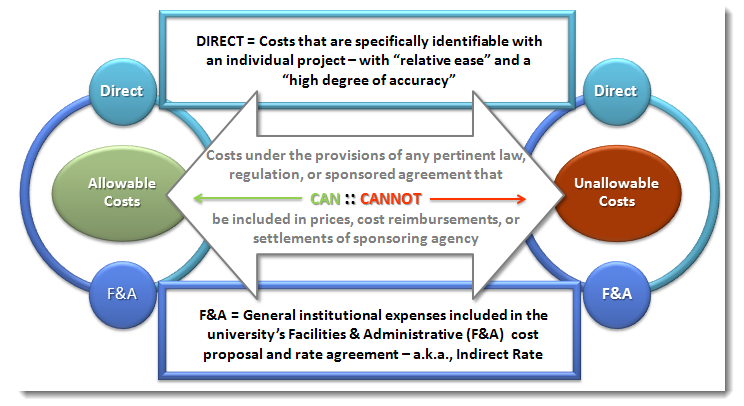 DIRECT = Costs that are specifically identifiable with
an individual project – with “relative ease” and a
“high degree of accuracy”
Direct
Direct
Costs under the provisions of any pertinent law,
regulation, or sponsored agreement that
Allowable
Costs
CAN :: CANNOT
Unallowable
Costs
be included in prices, cost reimbursements, or
settlements of sponsoring agency
F&A
F&A
F&A = General institutional expenses included in the
university’s Facilities & Administrative (F&A) cost
proposal and rate agreement – a.k.a., Indirect Rate